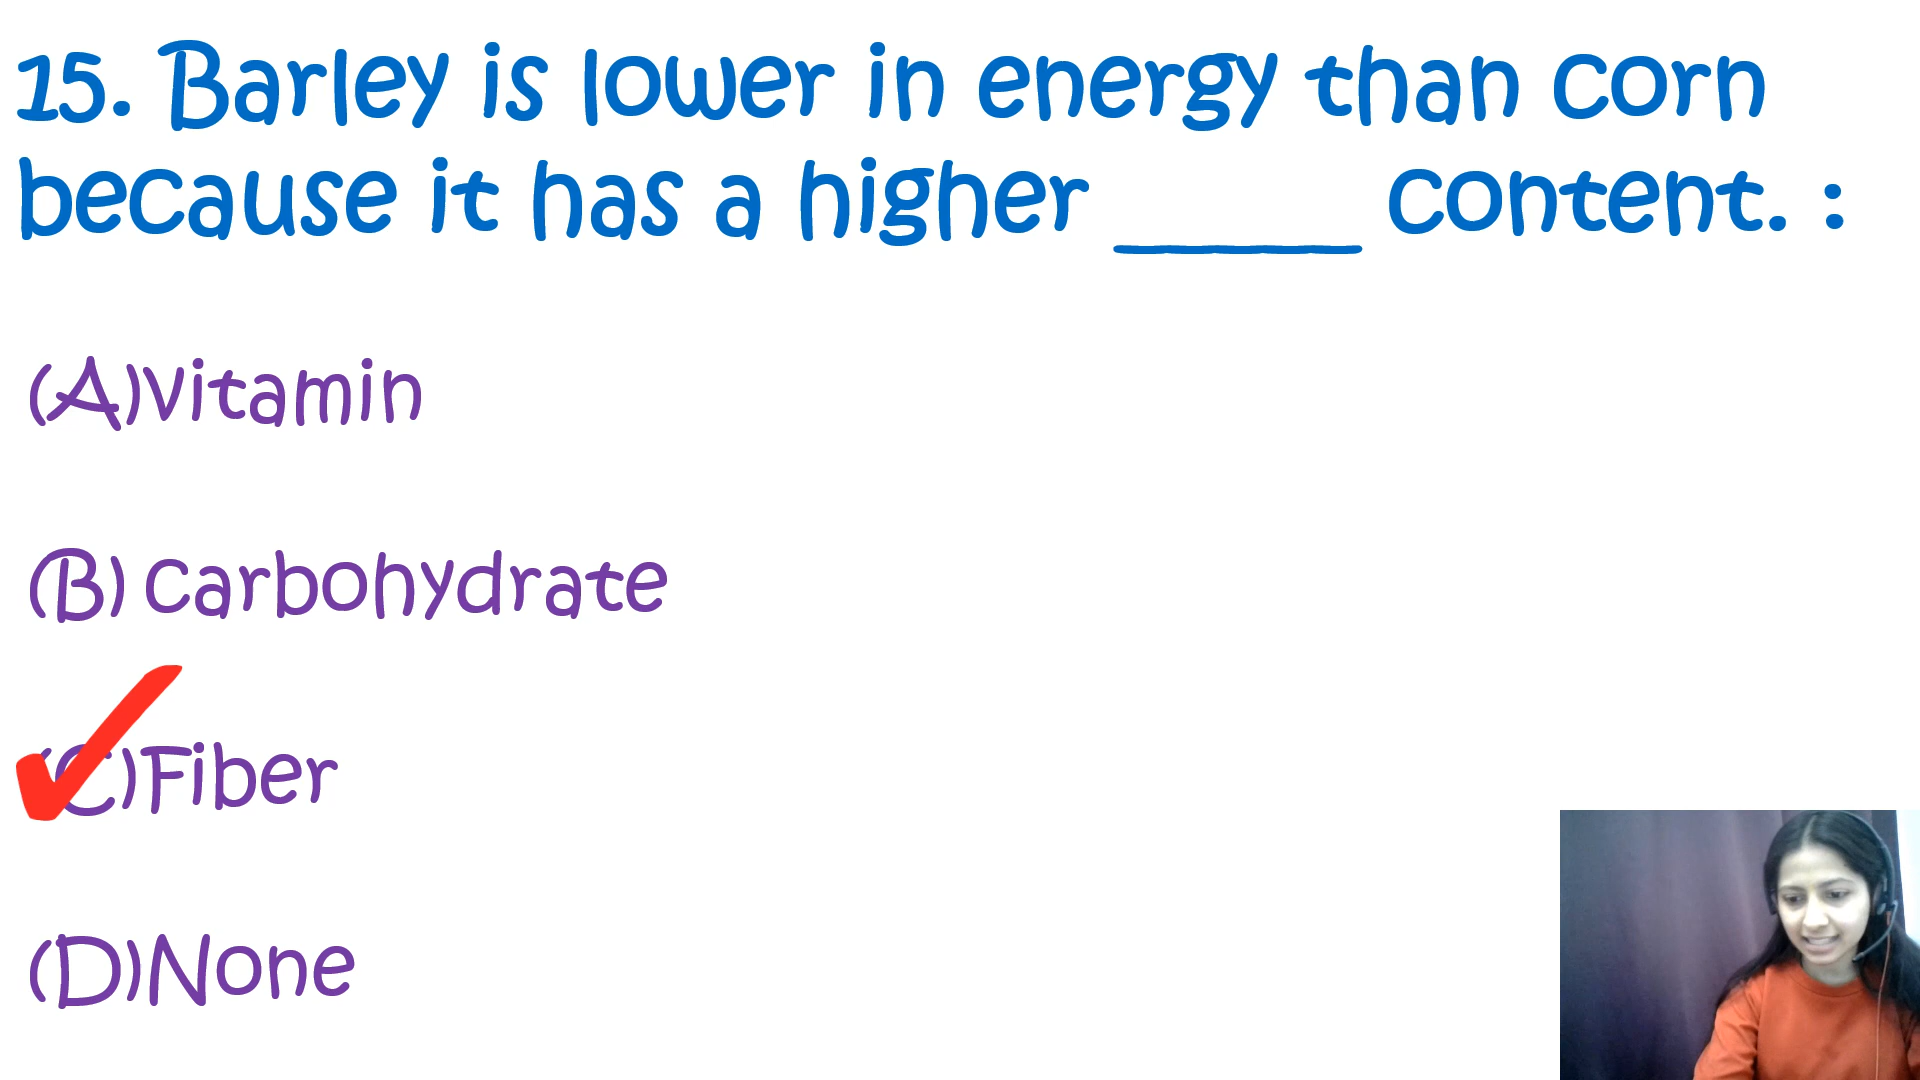 15. Barley is lower in energy than corn
because it has a higher _____ content. :
(A)Vitamin
(B) carbohydrate
(C)Fiber
(D)None